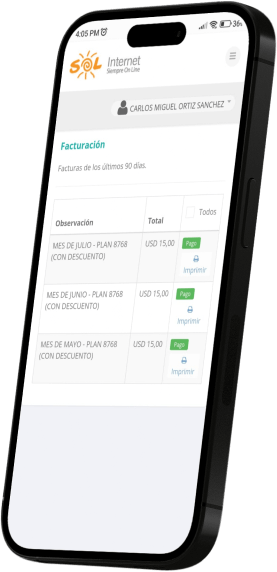 4:05 PM
36
SOL Internet
Siempre On Line
CARLOS MIGUEL ORTIZ SANCHEZ
Facturación
Facturas de los últimos 90 días.
Observación Total Todos
MES DE JULIO - PLAN 8768 USD 15,00 Pago
(CON DESCUENTO)
Imprimir
MES DE JUNIO - PLAN 8768 USD 15,00 Pago
(CON DESCUENTO)
Imprimir
MES DE MAYO - PLAN 8768 USD 15,00 Pago
(CON DESCUENTO)
Imprimir